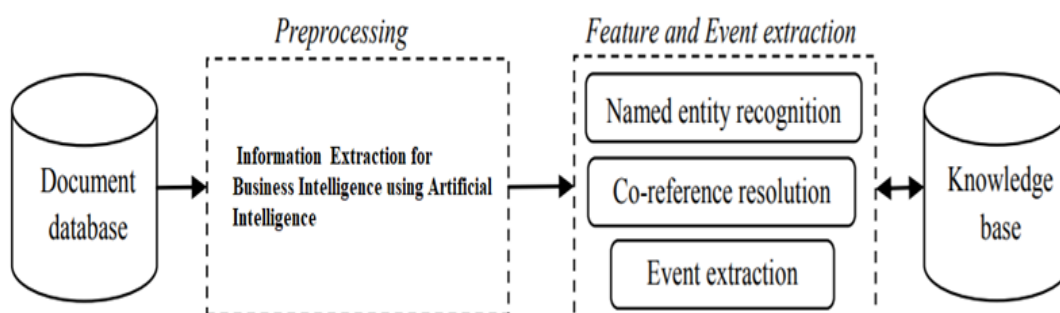 Preprocessing
Feature and Event extraction
Document
database
Information Extraction for
Business Intelligence using Artificial
Intelligence
Named entity recognition
Co-reference resolution
Event extraction
Knowledge
base